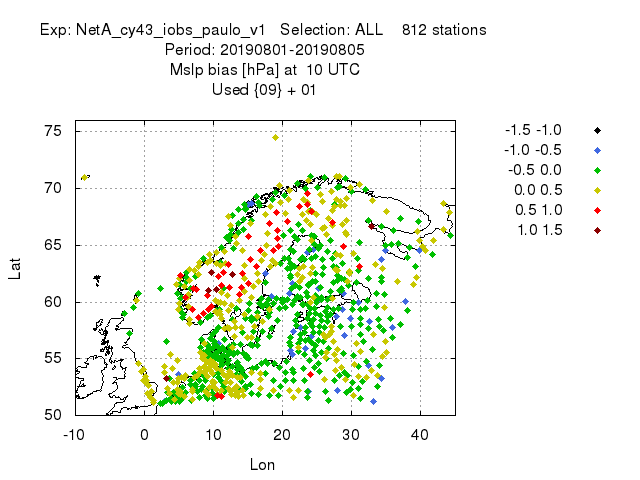 Exp: NetA_cy43_iobs_paulo_v1 Selection: ALL 812 stations
Period: 20190801-20190805
Mslp bias [hPa] at 10 UTC
Used {09} + 01
75
70
65
60
55
50
Lat
-10 0 10 20 30 40
Lon
-1.5 -1.0
-1.0 -0.5
-0.5 0.0
0.0 0.5
0.5 1.0
1.0 1.5